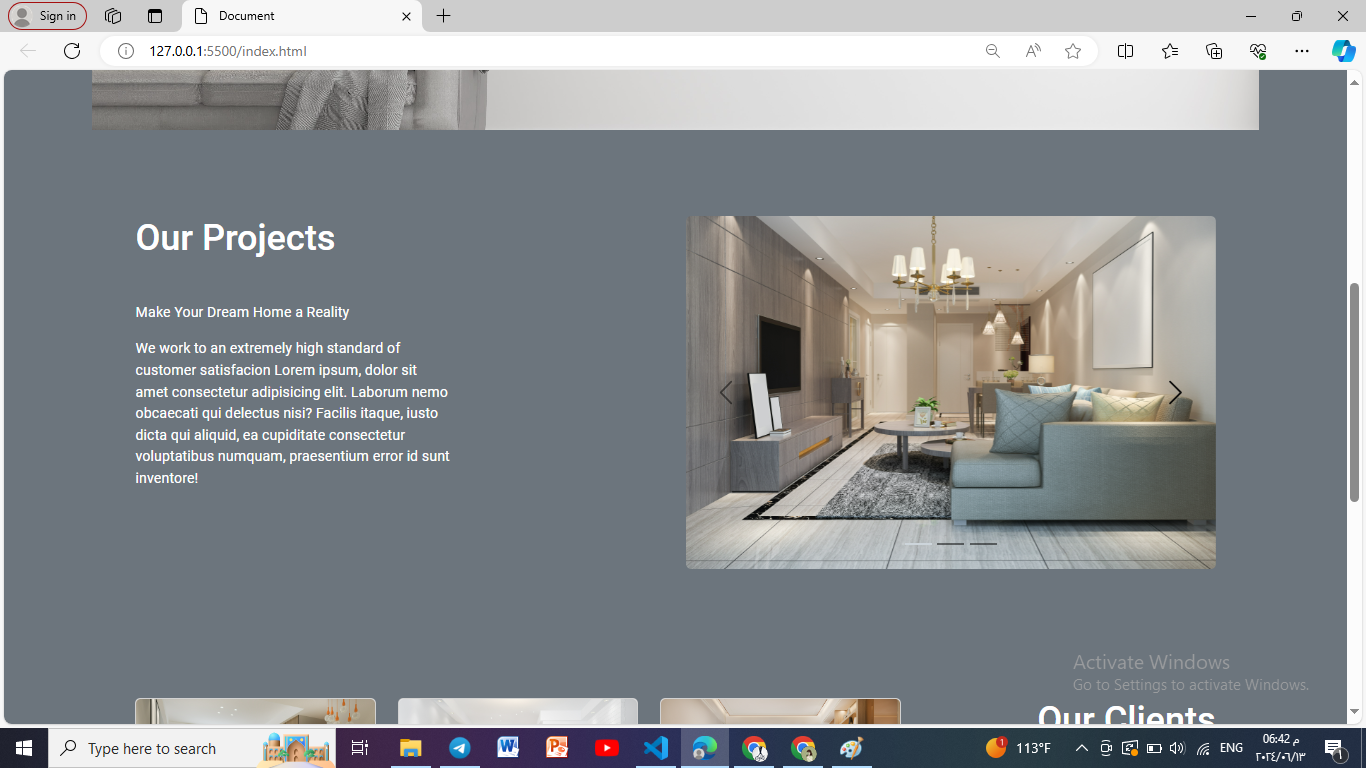 Sign in
Document
127.0.0.1:5500/index.html
Our Projects
Make Your Dream Home a Reality
We work to an extremely high standard of
customer satisfacion Lorem ipsum, dolor sit
amet consectetur adipisicing elit. Laborum nemo
obcaecati qui delectus nisi? Facilis itaque, iusto
dicta qui aliquid, ea cupiditate consectetur
voluptatibus numquam, praesentium error id sunt
inventore!
Activate Windows
Go to Settings to activate Windows.
Our Clients
Type here to search
1
113°F
ENG
06:42 م
٢٠٢٤/٠٦/١٣
1